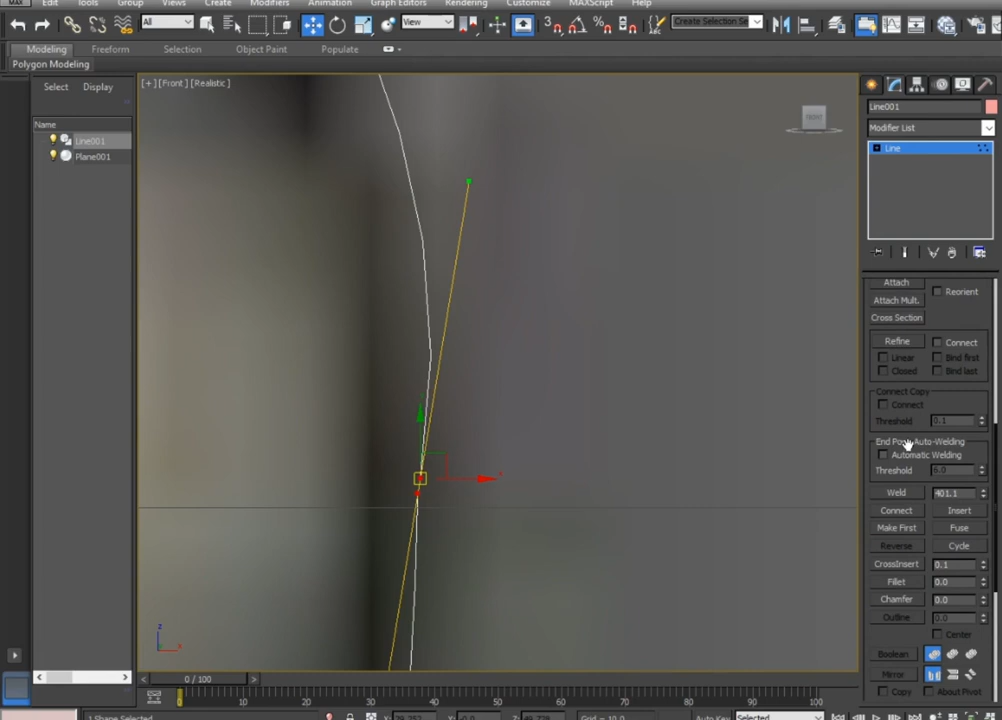 MAX Edit Tools Group Views Create Modifiers Animation Graph Editors Rendering Customize MAXScript Help
All View Create Selection Se
Modeling Freeform Selection Object Paint Populate
Polygon Modeling
Select Display
Name
Line001
Plane001
[+] [Front] [Realistic]
FRONT
Line001
Modifier List
Line
Attach
Reorient
Attach Mult.
Cross Section
Refine Connect
Linear Bind first
Closed Bind last
Connect Copy
Connect
Threshold 0.1
Automatic Welding
Threshold 6.0
Weld 401.1
Connect Insert
Make First Fuse
Reverse Cycle
CrossInsert 0.1
Fillet 0.0
Chamfer 0.0
Outline 0.0
Center
Boolean
Mirror
Copy About Pivot
z
x
0 / 100
0 10 20 30 40 50 60 70 80 90 100
1 Shape Selected X: Y: Z: Grid = 10.0 Auto Key Selected